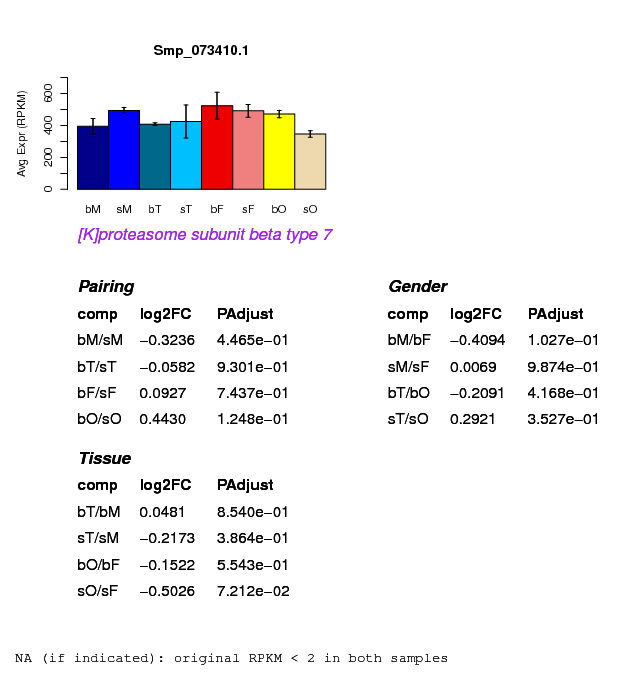 Smp_073410.1
Avg Expr (RPKM)
0 200 400 600
bM sM bT sT bF sF bO sO
[K]proteasome subunit beta type 7
Pairing
comp log2FC PAdjust
bM/sM −0.3236 4.465e−01
bT/sT −0.0582 9.301e−01
bF/sF 0.0927 7.437e−01
bO/sO 0.4430 1.248e−01
Gender
comp log2FC PAdjust
bM/bF −0.4094 1.027e−01
sM/sF 0.0069 9.874e−01
bT/bO −0.2091 4.168e−01
sT/sO 0.2921 3.527e−01
Tissue
comp log2FC PAdjust
bT/bM 0.0481 8.540e−01
sT/sM −0.2173 3.864e−01
bO/bF −0.1522 5.543e−01
sO/sF −0.5026 7.212e−02
NA (if indicated): original RPKM < 2 in both samples